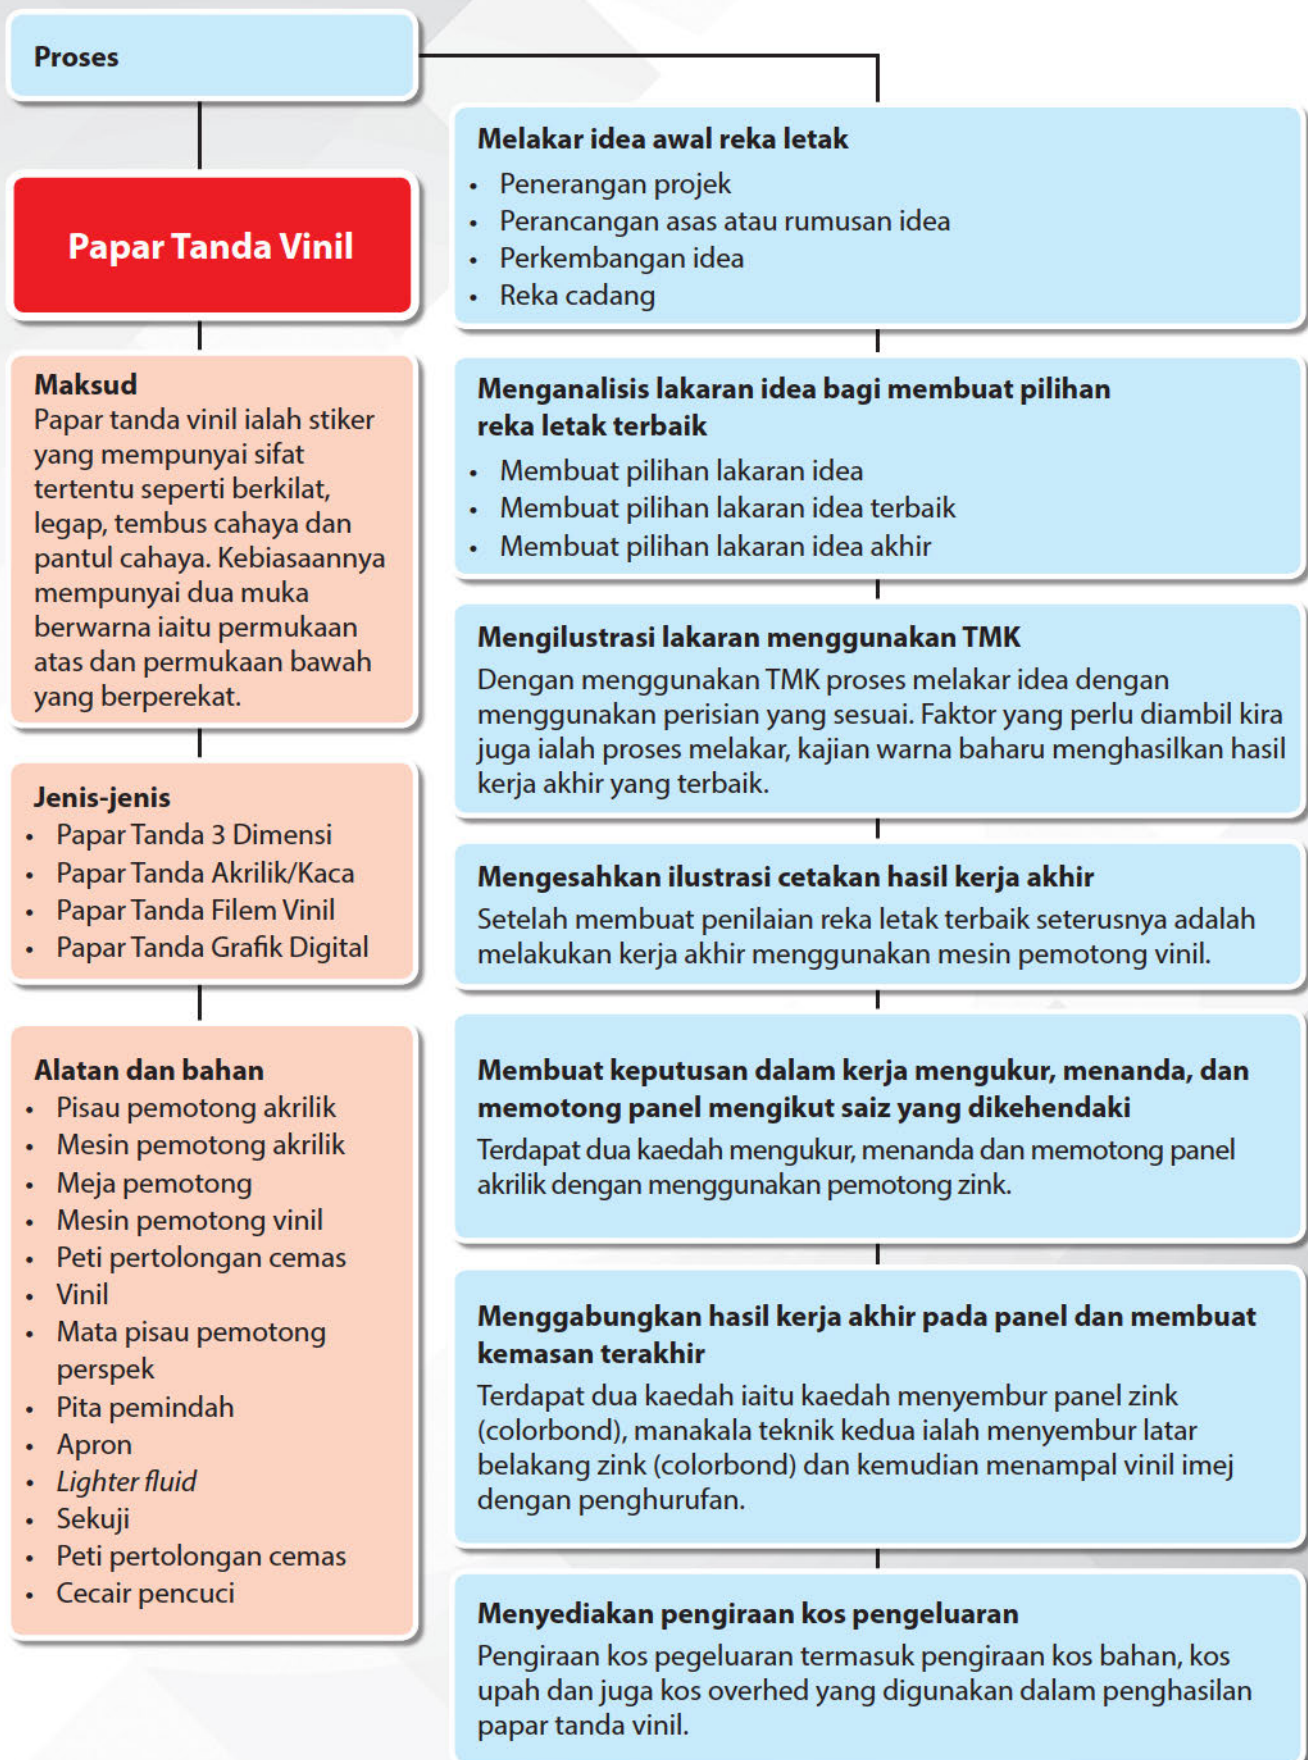 Proses
Papar Tanda Vinil
Maksud
Papar tanda vinil ialah stiker
yang mempunyai sifat
tertentu seperti berkilat,
legap, tembus cahaya dan
pantul cahaya. Kebiasaannya
mempunyai dua muka
berwarna iaitu permukaan
atas dan permukaan bawah
yang berperekat.
Jenis-jenis
• Papar Tanda 3 Dimensi
• Papar Tanda Akrilik/Kaca
• Papar Tanda Filem Vinil
• Papar Tanda Grafik Digital
Alatan dan bahan
• Pisau pemotong akrilik
• Mesin pemotong akrilik
• Meja pemotong
• Mesin pemotong vinil
• Peti pertolongan cemas
• Vinil
• Mata pisau pemotong
perspek
• Pita pemindah
• Apron
• Lighter fluid
• Sekuji
• Peti pertolongan cemas
• Cecair pencuci
Melakar idea awal reka letak
• Penerangan projek
• Perancangan asas atau rumusan idea
• Perkembangan idea
• Reka cadang
Menganalisis lakaran idea bagi membuat pilihan
reka letak terbaik
• Membuat pilihan lakaran idea
• Membuat pilihan lakaran idea terbaik
• Membuat pilihan lakaran idea akhir
Mengilustrasi lakaran menggunakan TMK
Dengan menggunakan TMK proses melakar idea dengan
menggunakan perisian yang sesuai. Faktor yang perlu diambil kira
juga ialah proses melakar, kajian warna baharu menghasilkan hasil
kerja akhir yang terbaik.
Mengesahkan ilustrasi cetakan hasil kerja akhir
Setelah membuat penilaian reka letak terbaik seterusnya adalah
melakukan kerja akhir menggunakan mesin pemotong vinil.
Membuat keputusan dalam kerja mengukur, menanda, dan
memotong panel mengikut saiz yang dikehendaki
Terdapat dua kaedah mengukur, menanda dan memotong panel
akrilik dengan menggunakan pemotong zink.
Menggabungkan hasil kerja akhir pada panel dan membuat
kemasan terakhir
Terdapat dua kaedah iaitu kaedah menyembur panel zink
(colorbond), manakala teknik kedua ialah menyembur latar
belakang zink (colorbond) dan kemudian menampal vinil imej
dengan penghurufan.
Menyediakan pengiraan kos pengeluaran
Pengiraan kos pegeluaran termasuk pengiraan kos bahan, kos
upah dan juga kos overhed yang digunakan dalam penghasilan
papar tanda vinil.